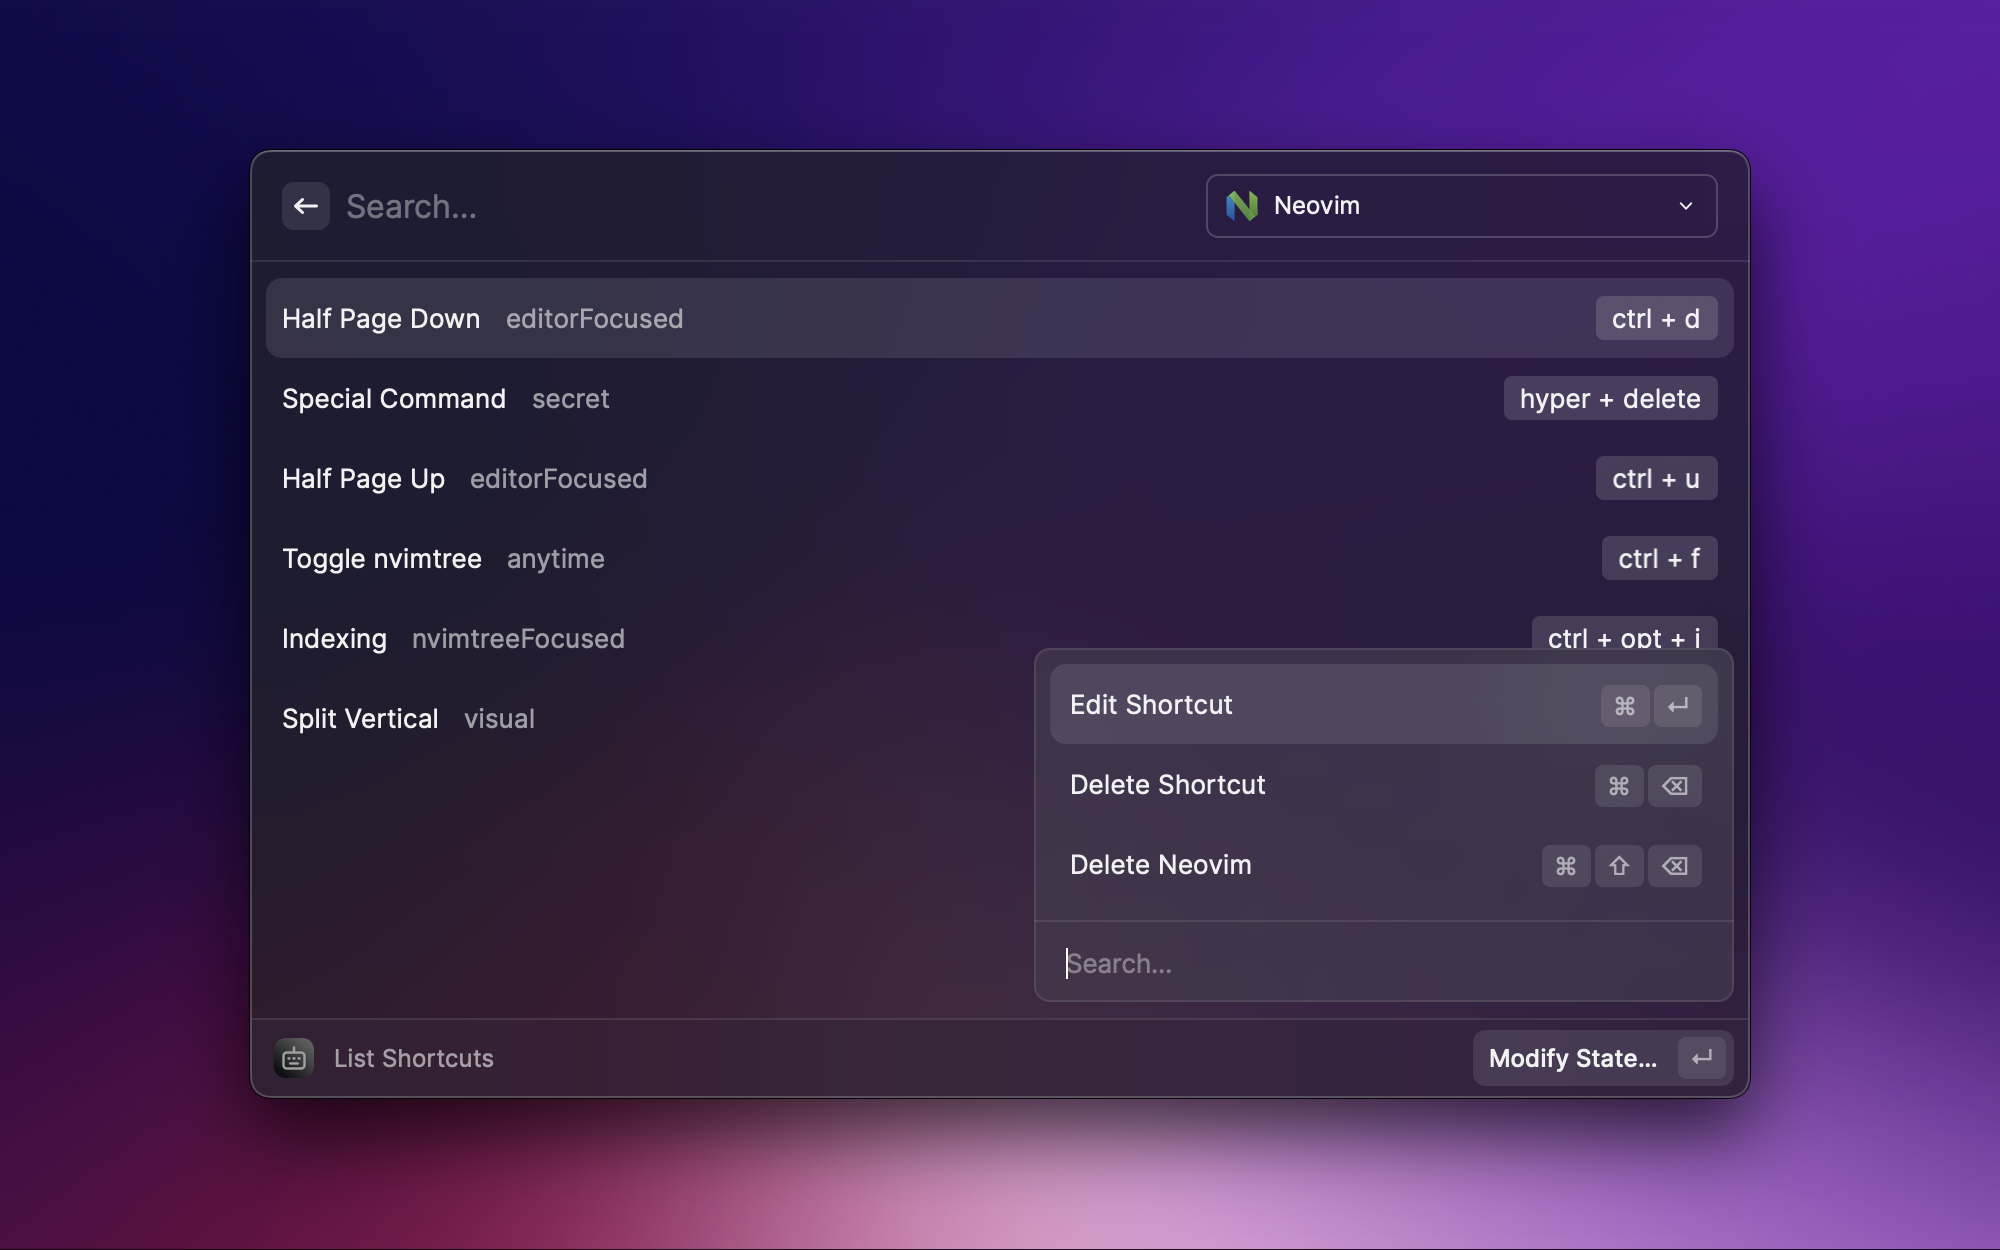 Search...
Neovim
Half Page Down editorFocused ctrl + d
Special Command secret hyper + delete
Half Page Up editorFocused ctrl + u
Toggle nvimtree anytime ctrl + f
Indexing nvimtreeFocused ctrl + opt + i
Split Vertical visual
Edit Shortcut ⌘ ↵
Delete Shortcut ⌘ ⌫
Delete Neovim ⌘ ⇧ ⌫
Search...
List Shortcuts
Modify State... ↵